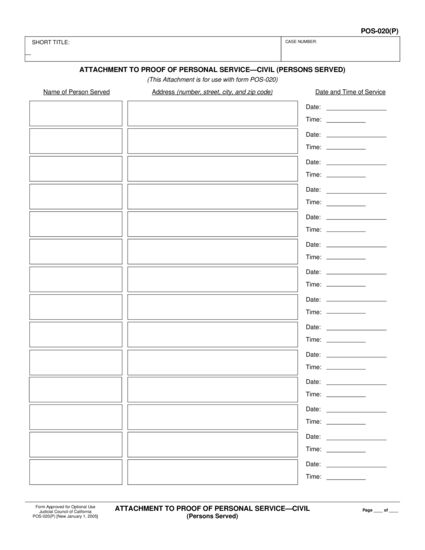 POS-020(P)
SHORT TITLE: CASE NUMBER:
ATTACHMENT TO PROOF OF PERSONAL SERVICE—CIVIL (PERSONS SERVED)
(This Attachment is for use with form POS-020)
Name of Person Served Address (number, street, city, and zip code) Date and Time of Service
Date:
Time:
Date:
Time:
Date:
Time:
Date:
Time:
Date:
Time:
Date:
Time:
Date:
Time:
Date:
Time:
Date:
Time:
Date:
Time:
Date:
Time:
Date:
Time:
Date:
Time:
Date:
Time:
Form Approved for Optional Use
Judicial Council of California
POS-020(P) [New January 1, 2005]
ATTACHMENT TO PROOF OF PERSONAL SERVICE—CIVIL
(Persons Served)
Page ____ of ____